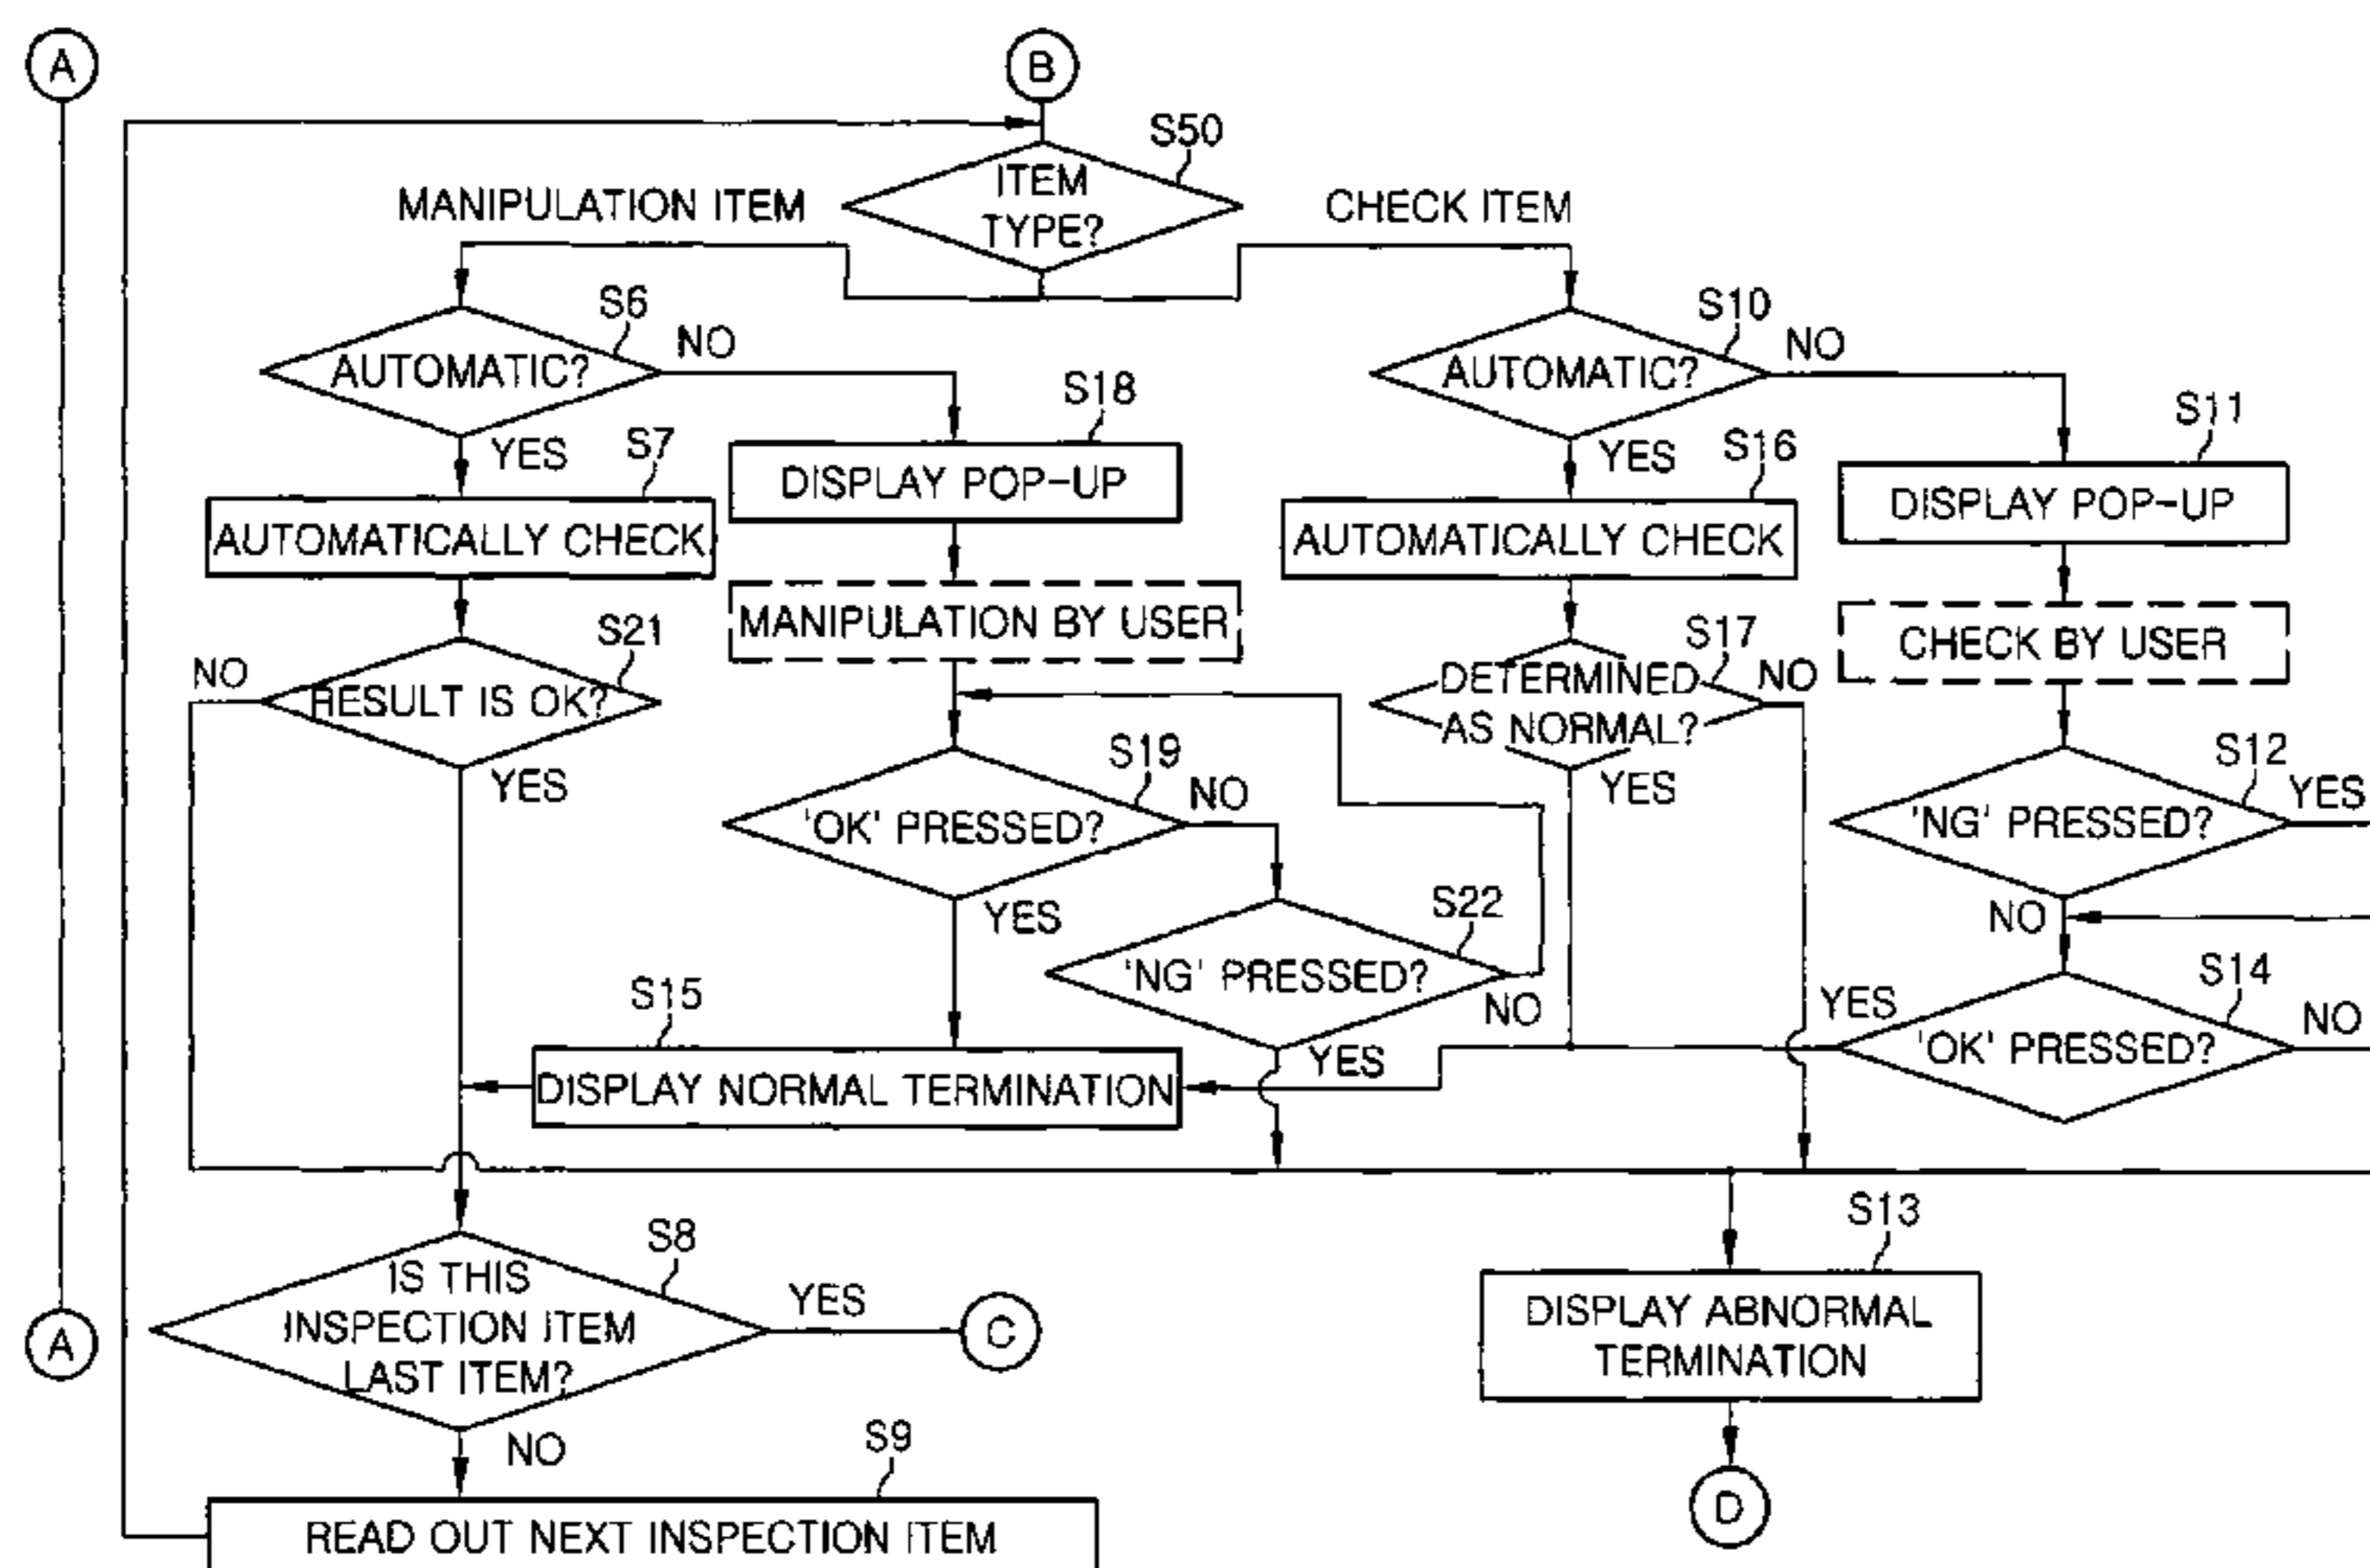 A
B
S50
ITEM
TYPE?
MANIPULATION ITEM
CHECK ITEM
S6
AUTOMATIC?
NO
YES
S10
AUTOMATIC?
NO
YES
S18
DISPLAY POP-UP
S11
DISPLAY POP-UP
S7
AUTOMATICALLY CHECK
S16
AUTOMATICALLY CHECK
MANIPULATION BY USER
CHECK BY USER
S21
RESULT IS OK?
NO
YES
S17
DETERMINED
AS NORMAL?
NO
YES
S19
'OK' PRESSED?
NO
YES
S12
'NG' PRESSED?
YES
NO
S22
'NG' PRESSED?
NO
YES
S14
'OK' PRESSED?
YES
NO
S15
DISPLAY NORMAL TERMINATION
S8
IS THIS
INSPECTION ITEM
LAST ITEM?
YES
C
NO
S13
DISPLAY ABNORMAL
TERMINATION
A
D
S9
READ OUT NEXT INSPECTION ITEM